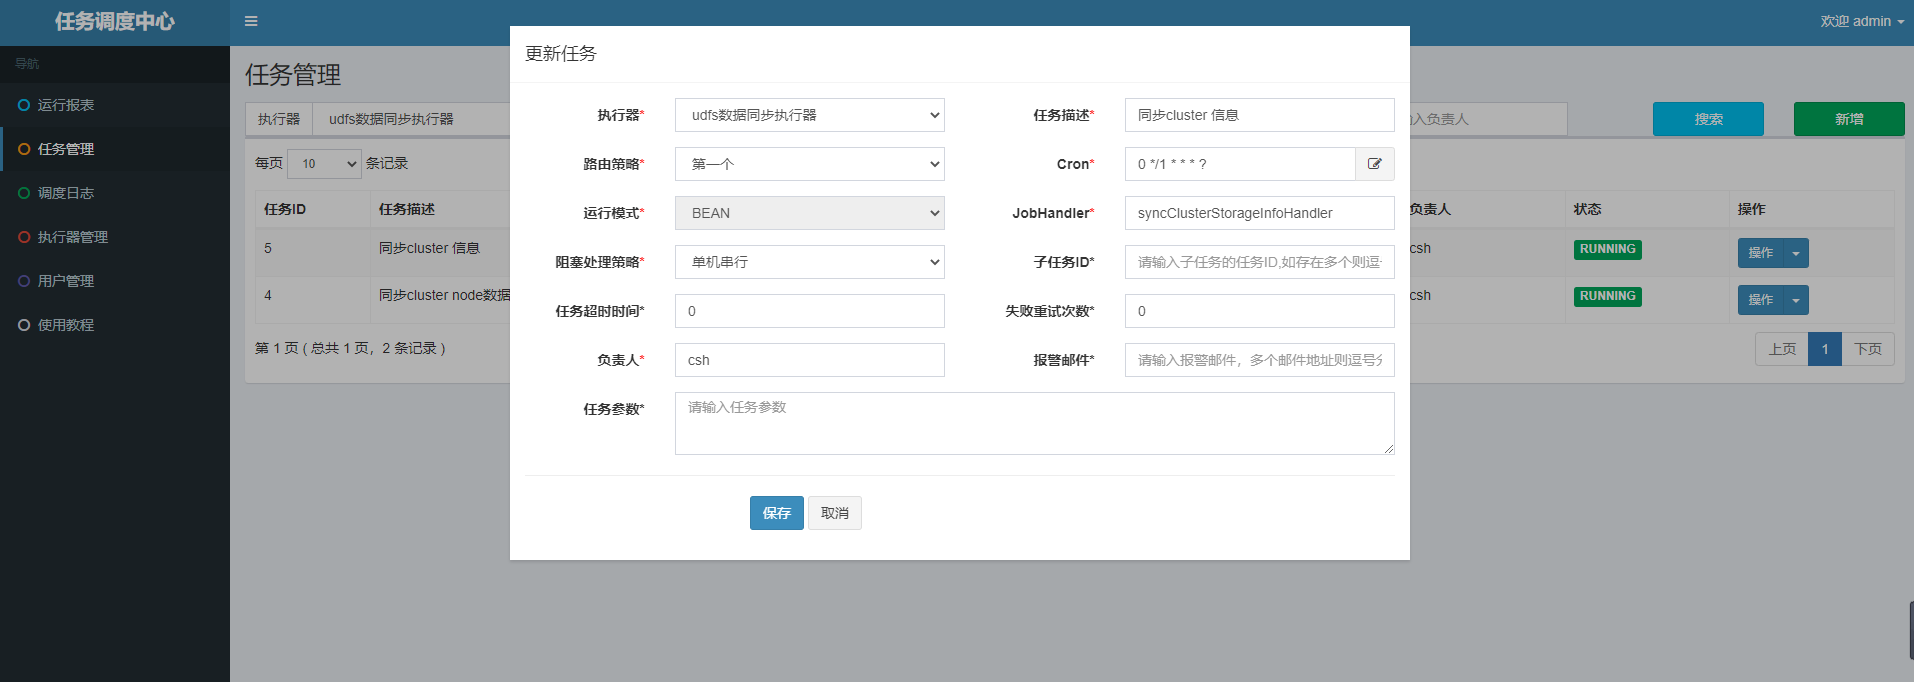 任务调度中心
欢迎 admin
导航
运行报表
任务管理
调度日志
执行器管理
用户管理
使用教程
任务管理
执行器 udfs数据同步执行器
入负责人
搜索
新增
每页 10 条记录
任务ID 任务描述 负责人 状态 操作
5 同步cluster 信息 csh RUNNING 操作
4 同步cluster node数据 csh RUNNING 操作
第 1 页 ( 总共 1 页，2 条记录 )
上页 1 下页
更新任务
执行器* udfs数据同步执行器 任务描述* 同步cluster 信息
路由策略* 第一个 Cron* 0 */1 * * * ?
运行模式* BEAN JobHandler* syncClusterStorageInfoHandler
阻塞处理策略* 单机串行 子任务ID* 请输入子任务的任务ID,如存在多个则逗
任务超时时间* 0 失败重试次数* 0
负责人* csh 报警邮件* 请输入报警邮件，多个邮件地址则逗号分
任务参数* 请输入任务参数
保存 取消